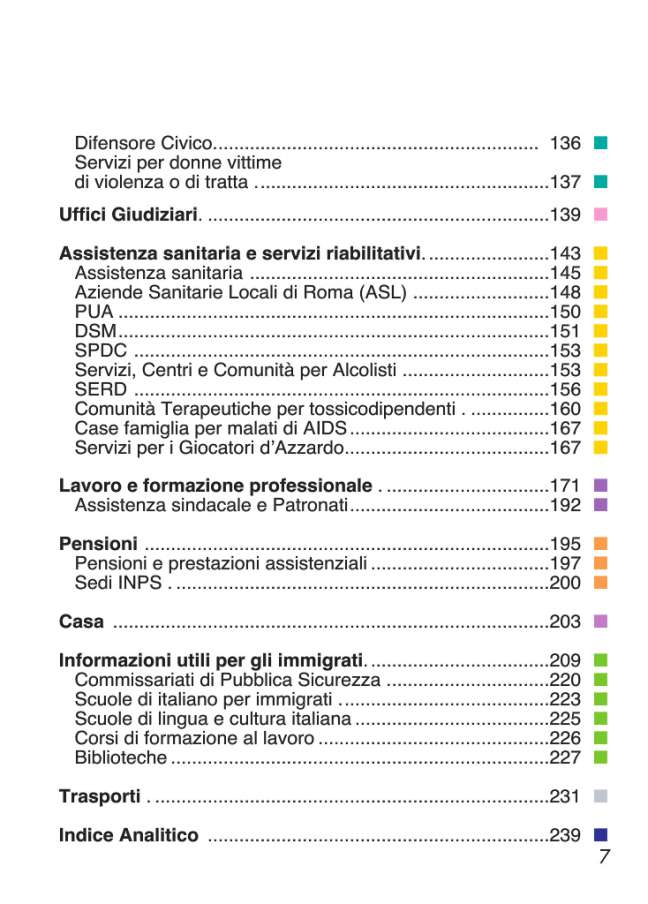 Difensore Civico............................................................... 136
Servizi per donne vittime
di violenza o di tratta .........................................................137
Uffici Giudiziari. ..................................................................139
Assistenza sanitaria e servizi riabilitativi. .......................143
Assistenza sanitaria ..........................................................145
Aziende Sanitarie Locali di Roma (ASL) ..........................148
PUA ...................................................................................150
DSM...................................................................................151
SPDC ................................................................................153
Servizi, Centri e Comunità per Alcolisti ............................153
SERD ................................................................................156
Comunità Terapeutiche per tossicodipendenti . ...............160
Case famiglia per malati di AIDS......................................167
Servizi per i Giocatori d'Azzardo.......................................167
Lavoro e formazione professionale . ...............................171
Assistenza sindacale e Patronati......................................192
Pensioni ..............................................................................195
Pensioni e prestazioni assistenziali ..................................197
Sedi INPS . ........................................................................200
Casa ....................................................................................203
Informazioni utili per gli immigrati. ..................................209
Commissariati di Pubblica Sicurezza ...............................220
Scuole di italiano per immigrati .........................................223
Scuole di lingua e cultura italiana .....................................225
Corsi di formazione al lavoro ............................................226
Biblioteche .........................................................................227
Trasporti . ............................................................................231
Indice Analitico ..................................................................239
7